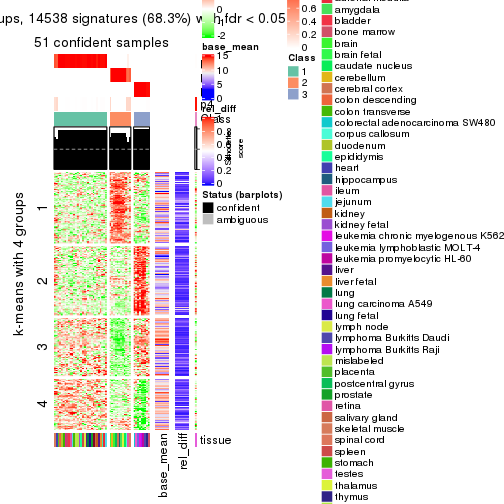 ups, 14538 signatures (68.3%) with fdr < 0.05
51 confident samples
k-means with 4 groups
1
2
3
4
base_mean
rel_diff
tissue
0
-2
base_mean
15
10
5
0
rel_diff
0.2
0
Status (barplots)
confident
ambiguous
score
0.6
0.4
0.2
0
Class
1
2
3
amygdala
bladder
bone marrow
brain
brain fetal
caudate nucleus
cerebellum
cerebral cortex
colon descending
colon transverse
colorectal adenocarcinoma SW480
corpus callosum
duodenum
epididymis
heart
hippocampus
ileum
jejunum
kidney
kidney fetal
leukemia chronic myelogenous K562
leukemia lymphoblastic MOLT-4
leukemia promyelocytic HL-60
liver
liver fetal
lung
lung carcinoma A549
lung fetal
lymph node
lymphoma Burkitts Daudi
lymphoma Burkitts Raji
mislabeled
placenta
postcentral gyrus
prostate
retina
salivary gland
skeletal muscle
spinal cord
spleen
stomach
testes
thalamus
thymus